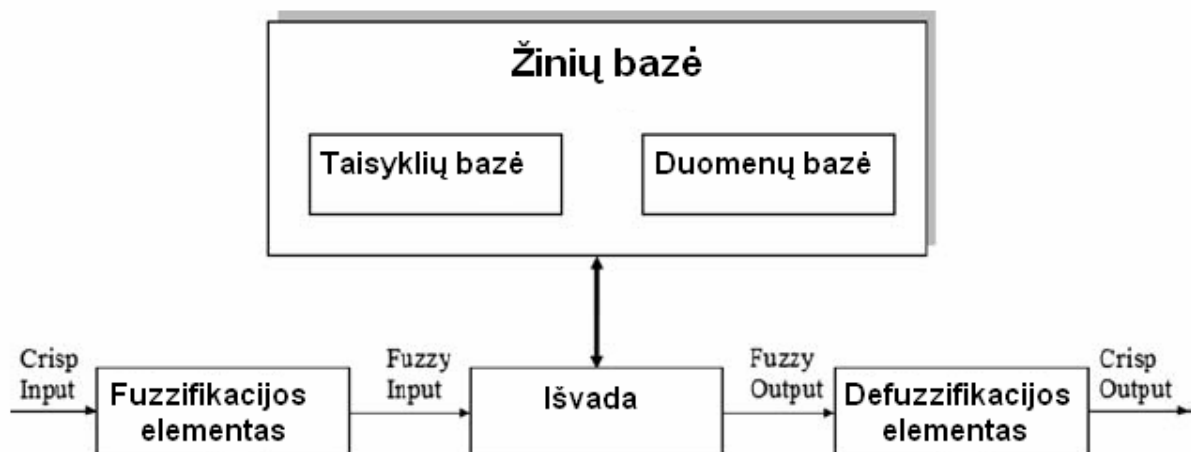 Žinių bazė
Taisyklių bazė
Duomenų bazė
Crisp
Input
Fuzzifikacijos
elementas
Fuzzy
Input
Išvada
Fuzzy
Output
Defuzzifikacijos
elementas
Crisp
Output